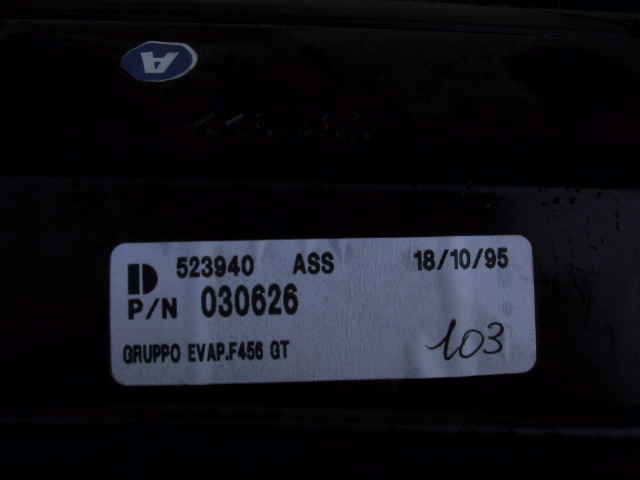 A
523940 ASS 18/10/95
P/N 030626
GRUPPO EVAP.F456 GT
103